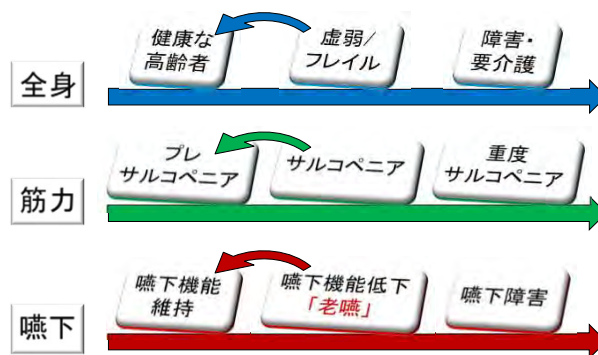 全身
健康な
高齢者
虚弱/
フレイル
障害・
要介護
筋力
プレ
サルコペニア
サルコペニア
重度
サルコペニア
嚥下
嚥下機能
維持
嚥下機能低下
「老嚥」
嚥下障害